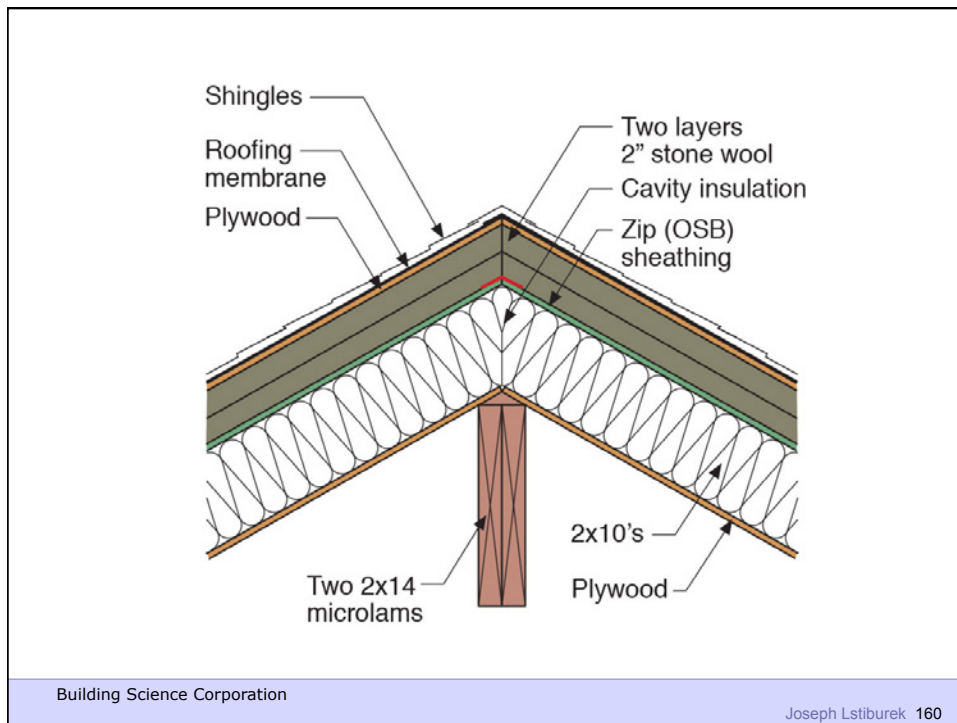 Shingles
Roofing
membrane
Plywood
Two layers
2” stone wool
Cavity insulation
Zip (OSB)
sheathing
2x10’s
Plywood
Two 2x14
microlams
Building Science Corporation
Joseph Lstiburek 160